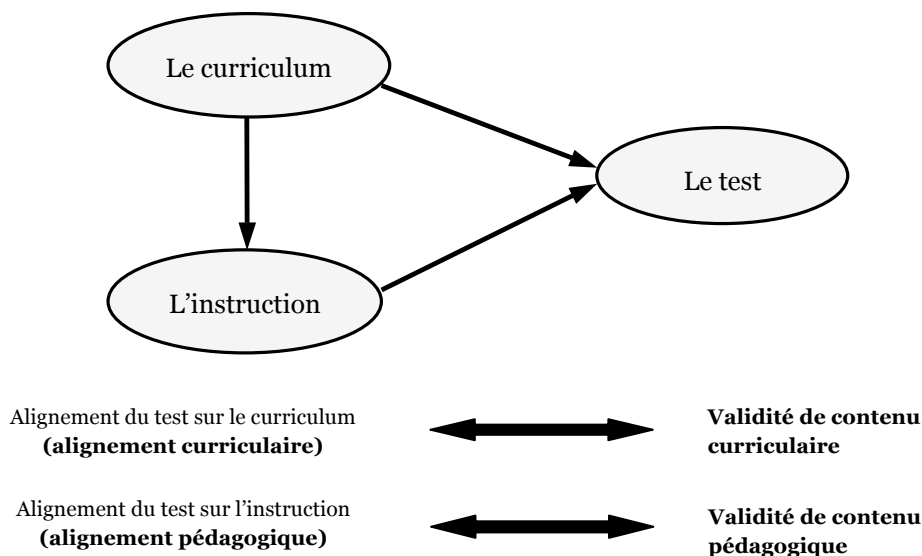 Le curriculum
Le test
L’instruction
Alignement du test sur le curriculum
(alignement curriculaire)
Validité de contenu
curriculaire
Alignement du test sur l’instruction
(alignement pédagogique)
Validité de contenu
pédagogique